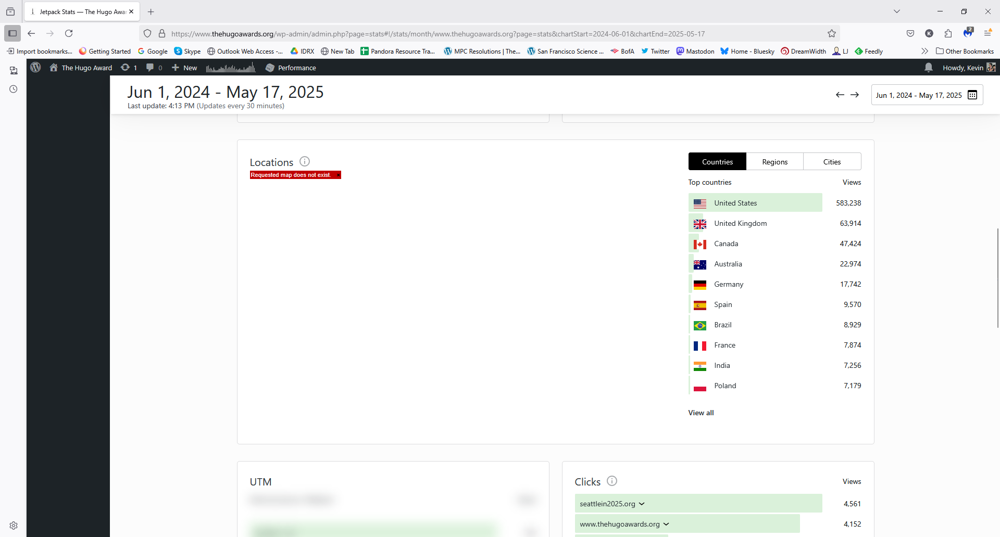 Jetpack Stats — The Hugo Awar
https://www.thehugoawards.org/wp-admin/admin.php?page=stats#!/stats/month/www.thehugoawards.org?page=stats&chartStart=2024-06-01&chartEnd=2025-05-17
K
2
Import bookmarks... Getting Started Google Skype Outlook Web Access -... IDRX New Tab Pandora Resource Tra... MPC Resolutions | The... San Francisco Science ... BofA Twitter Mastodon Home - Bluesky DreamWidth LJ Feedly Other Bookmarks
The Hugo Award 1 0 New Performance Howdy, Kevin
Jun 1, 2024 - May 17, 2025
Last update: 4:13 PM (Updates every 30 minutes)
Jun 1, 2024 - May 17, 2025
Locations
Requested map does not exist. ×
Countries Regions Cities
Top countries Views
United States 583,238
United Kingdom 63,914
Canada 47,424
Australia 22,974
Germany 17,742
Spain 9,570
Brazil 8,929
France 7,874
India 7,256
Poland 7,179
View all
UTM
Clicks Views
seattlein2025.org 4,561
www.thehugoawards.org 4,152